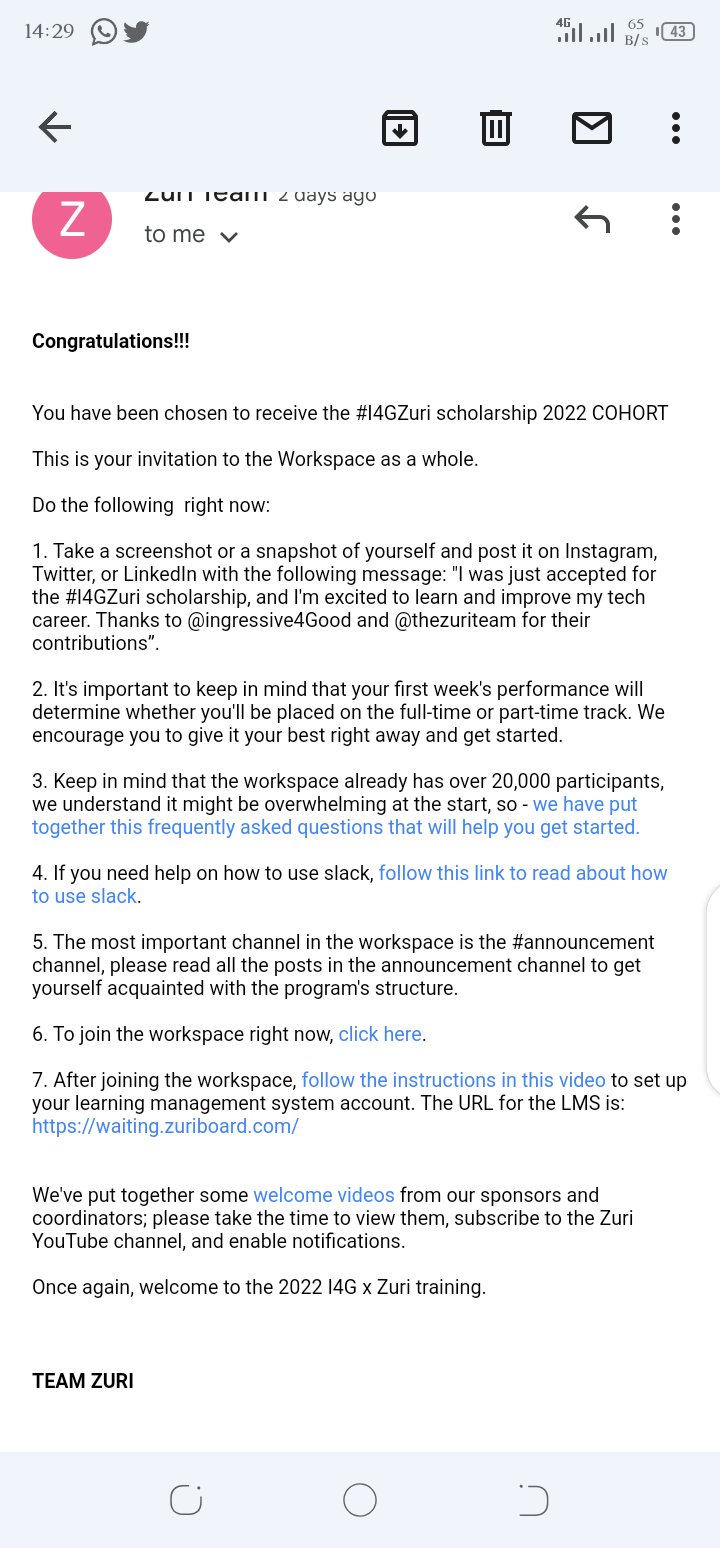 14:29 4G 65 B/s 43
Zuri Team 2 days ago
Z
to me
Congratulations!!!
You have been chosen to receive the #I4GZuri scholarship 2022 COHORT
This is your invitation to the Workspace as a whole.
Do the following  right now:
1. Take a screenshot or a snapshot of yourself and post it on Instagram,
Twitter, or LinkedIn with the following message: "I was just accepted for
the #I4GZuri scholarship, and I'm excited to learn and improve my tech
career. Thanks to @ingressive4Good and @thezuriteam for their
contributions”.
2. It's important to keep in mind that your first week's performance will
determine whether you'll be placed on the full-time or part-time track. We
encourage you to give it your best right away and get started.
3. Keep in mind that the workspace already has over 20,000 participants,
we understand it might be overwhelming at the start, so - we have put
together this frequently asked questions that will help you get started.
4. If you need help on how to use slack, follow this link to read about how
to use slack.
5. The most important channel in the workspace is the #announcement
channel, please read all the posts in the announcement channel to get
yourself acquainted with the program's structure.
6. To join the workspace right now, click here.
7. After joining the workspace, follow the instructions in this video to set up
your learning management system account. The URL for the LMS is:
https://waiting.zuriboard.com/
We've put together some welcome videos from our sponsors and
coordinators; please take the time to view them, subscribe to the Zuri
YouTube channel, and enable notifications.
Once again, welcome to the 2022 I4G x Zuri training.
TEAM ZURI